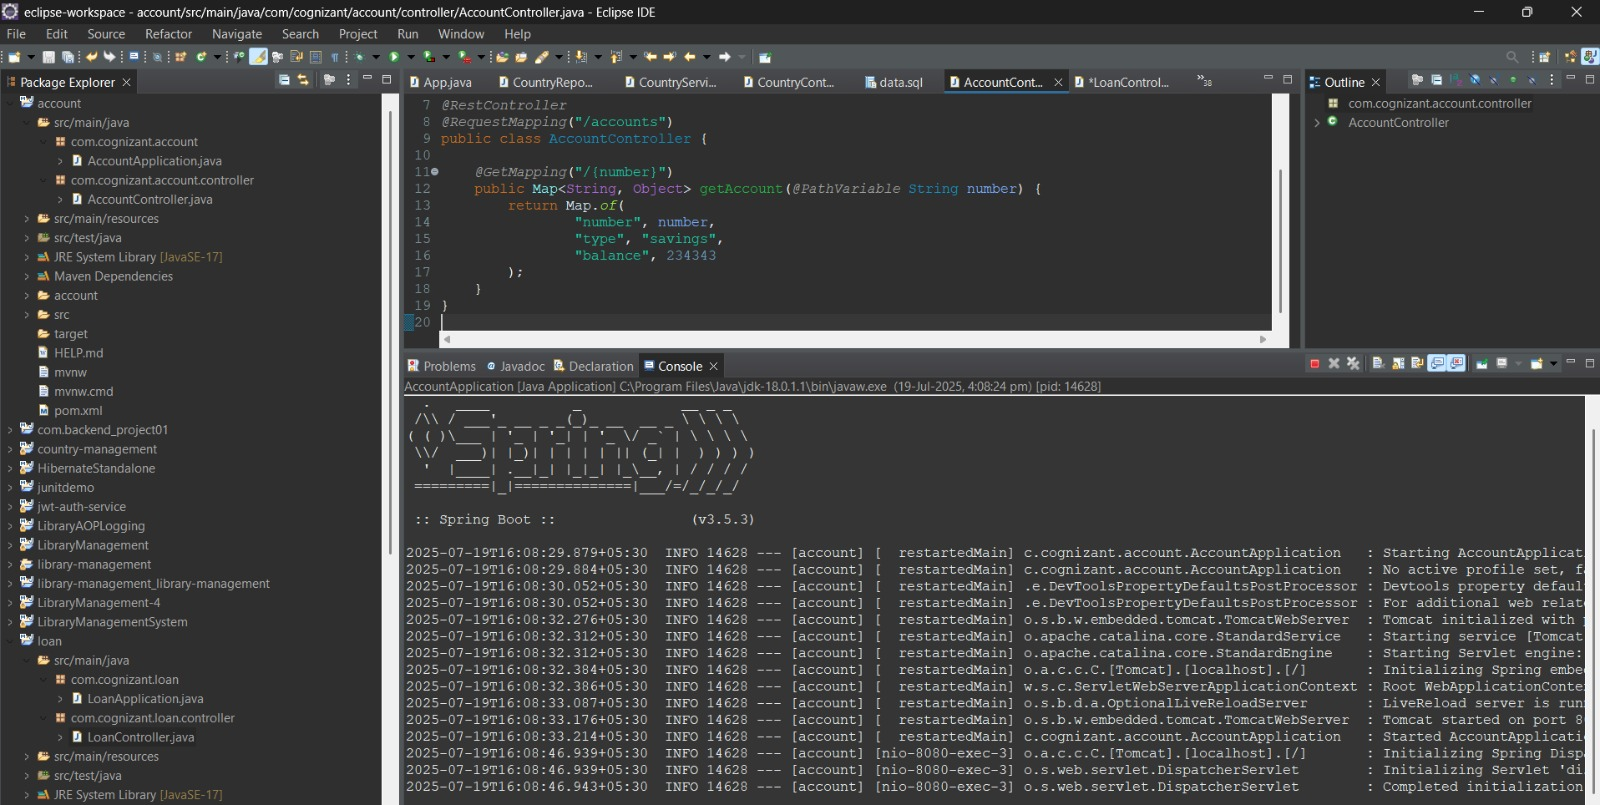 eclipse-workspace - account/src/main/java/com/cognizant/account/controller/AccountController.java - Eclipse IDE
File Edit Source Refactor Navigate Search Project Run Window Help
Package Explorer
account
src/main/java
com.cognizant.account
AccountApplication.java
com.cognizant.account.controller
AccountController.java
src/main/resources
src/test/java
JRE System Library [JavaSE-17]
Maven Dependencies
account
src
target
HELP.md
mvnw
mvnw.cmd
pom.xml
com.backend_project01
country-management
HibernateStandalone
junitdemo
jwt-auth-service
LibraryAOPLogging
LibraryManagement
library-management
library-management_library-management
LibraryManagement-4
LibraryManagementSystem
loan
src/main/java
com.cognizant.loan
LoanApplication.java
com.cognizant.loan.controller
LoanController.java
src/main/resources
src/test/java
JRE System Library [JavaSE-17]
App.java CountryRepo... CountryServi... CountryCont... data.sql AccountCont... *LoanControl... »38
7 @RestController
8 @RequestMapping("/accounts")
9 public class AccountController {
10
11 @GetMapping("/{number}")
12 public Map<String, Object> getAccount(@PathVariable String number) {
13 return Map.of(
14 "number", number,
15 "type", "savings",
16 "balance", 234343
17 );
18 }
19 }
20
Outline
com.cognizant.account.controller
AccountController
Problems Javadoc Declaration Console
AccountApplication [Java Application] C:\Program Files\Java\jdk-18.0.1.1\bin\javaw.exe (19-Jul-2025, 4:08:24 pm) [pid: 14628]
:: Spring Boot :: (v3.5.3)
2025-07-19T16:08:29.879+05:30 INFO 14628 --- [account] [ restartedMain] c.cognizant.account.AccountApplication : Starting AccountApplicat
2025-07-19T16:08:29.884+05:30 INFO 14628 --- [account] [ restartedMain] c.cognizant.account.AccountApplication : No active profile set, f
2025-07-19T16:08:30.052+05:30 INFO 14628 --- [account] [ restartedMain] .e.DevToolsPropertyDefaultsPostProcessor : Devtools property defaul
2025-07-19T16:08:30.052+05:30 INFO 14628 --- [account] [ restartedMain] .e.DevToolsPropertyDefaultsPostProcessor : For additional web relat
2025-07-19T16:08:32.276+05:30 INFO 14628 --- [account] [ restartedMain] o.s.b.w.embedded.tomcat.TomcatWebServer : Tomcat initialized with
2025-07-19T16:08:32.312+05:30 INFO 14628 --- [account] [ restartedMain] o.apache.catalina.core.StandardService : Starting service [Tomcat
2025-07-19T16:08:32.312+05:30 INFO 14628 --- [account] [ restartedMain] o.apache.catalina.core.StandardEngine : Starting Servlet engine:
2025-07-19T16:08:32.384+05:30 INFO 14628 --- [account] [ restartedMain] o.a.c.c.C.[Tomcat].[localhost].[/] : Initializing Spring embe
2025-07-19T16:08:32.386+05:30 INFO 14628 --- [account] [ restartedMain] w.s.c.ServletWebServerApplicationContext : Root WebApplicationConte
2025-07-19T16:08:33.087+05:30 INFO 14628 --- [account] [ restartedMain] o.s.b.d.a.OptionalLiveReloadServer : LiveReload server is run
2025-07-19T16:08:33.176+05:30 INFO 14628 --- [account] [ restartedMain] o.s.b.w.embedded.tomcat.TomcatWebServer : Tomcat started on port 8
2025-07-19T16:08:33.214+05:30 INFO 14628 --- [account] [ restartedMain] c.cognizant.account.AccountApplication : Started AccountApplicati
2025-07-19T16:08:46.939+05:30 INFO 14628 --- [account] [nio-8080-exec-3] o.a.c.c.C.[Tomcat].[localhost].[/] : Initializing Spring Disp
2025-07-19T16:08:46.939+05:30 INFO 14628 --- [account] [nio-8080-exec-3] o.s.web.servlet.DispatcherServlet : Initializing Servlet 'di
2025-07-19T16:08:46.943+05:30 INFO 14628 --- [account] [nio-8080-exec-3] o.s.web.servlet.DispatcherServlet : Completed initialization